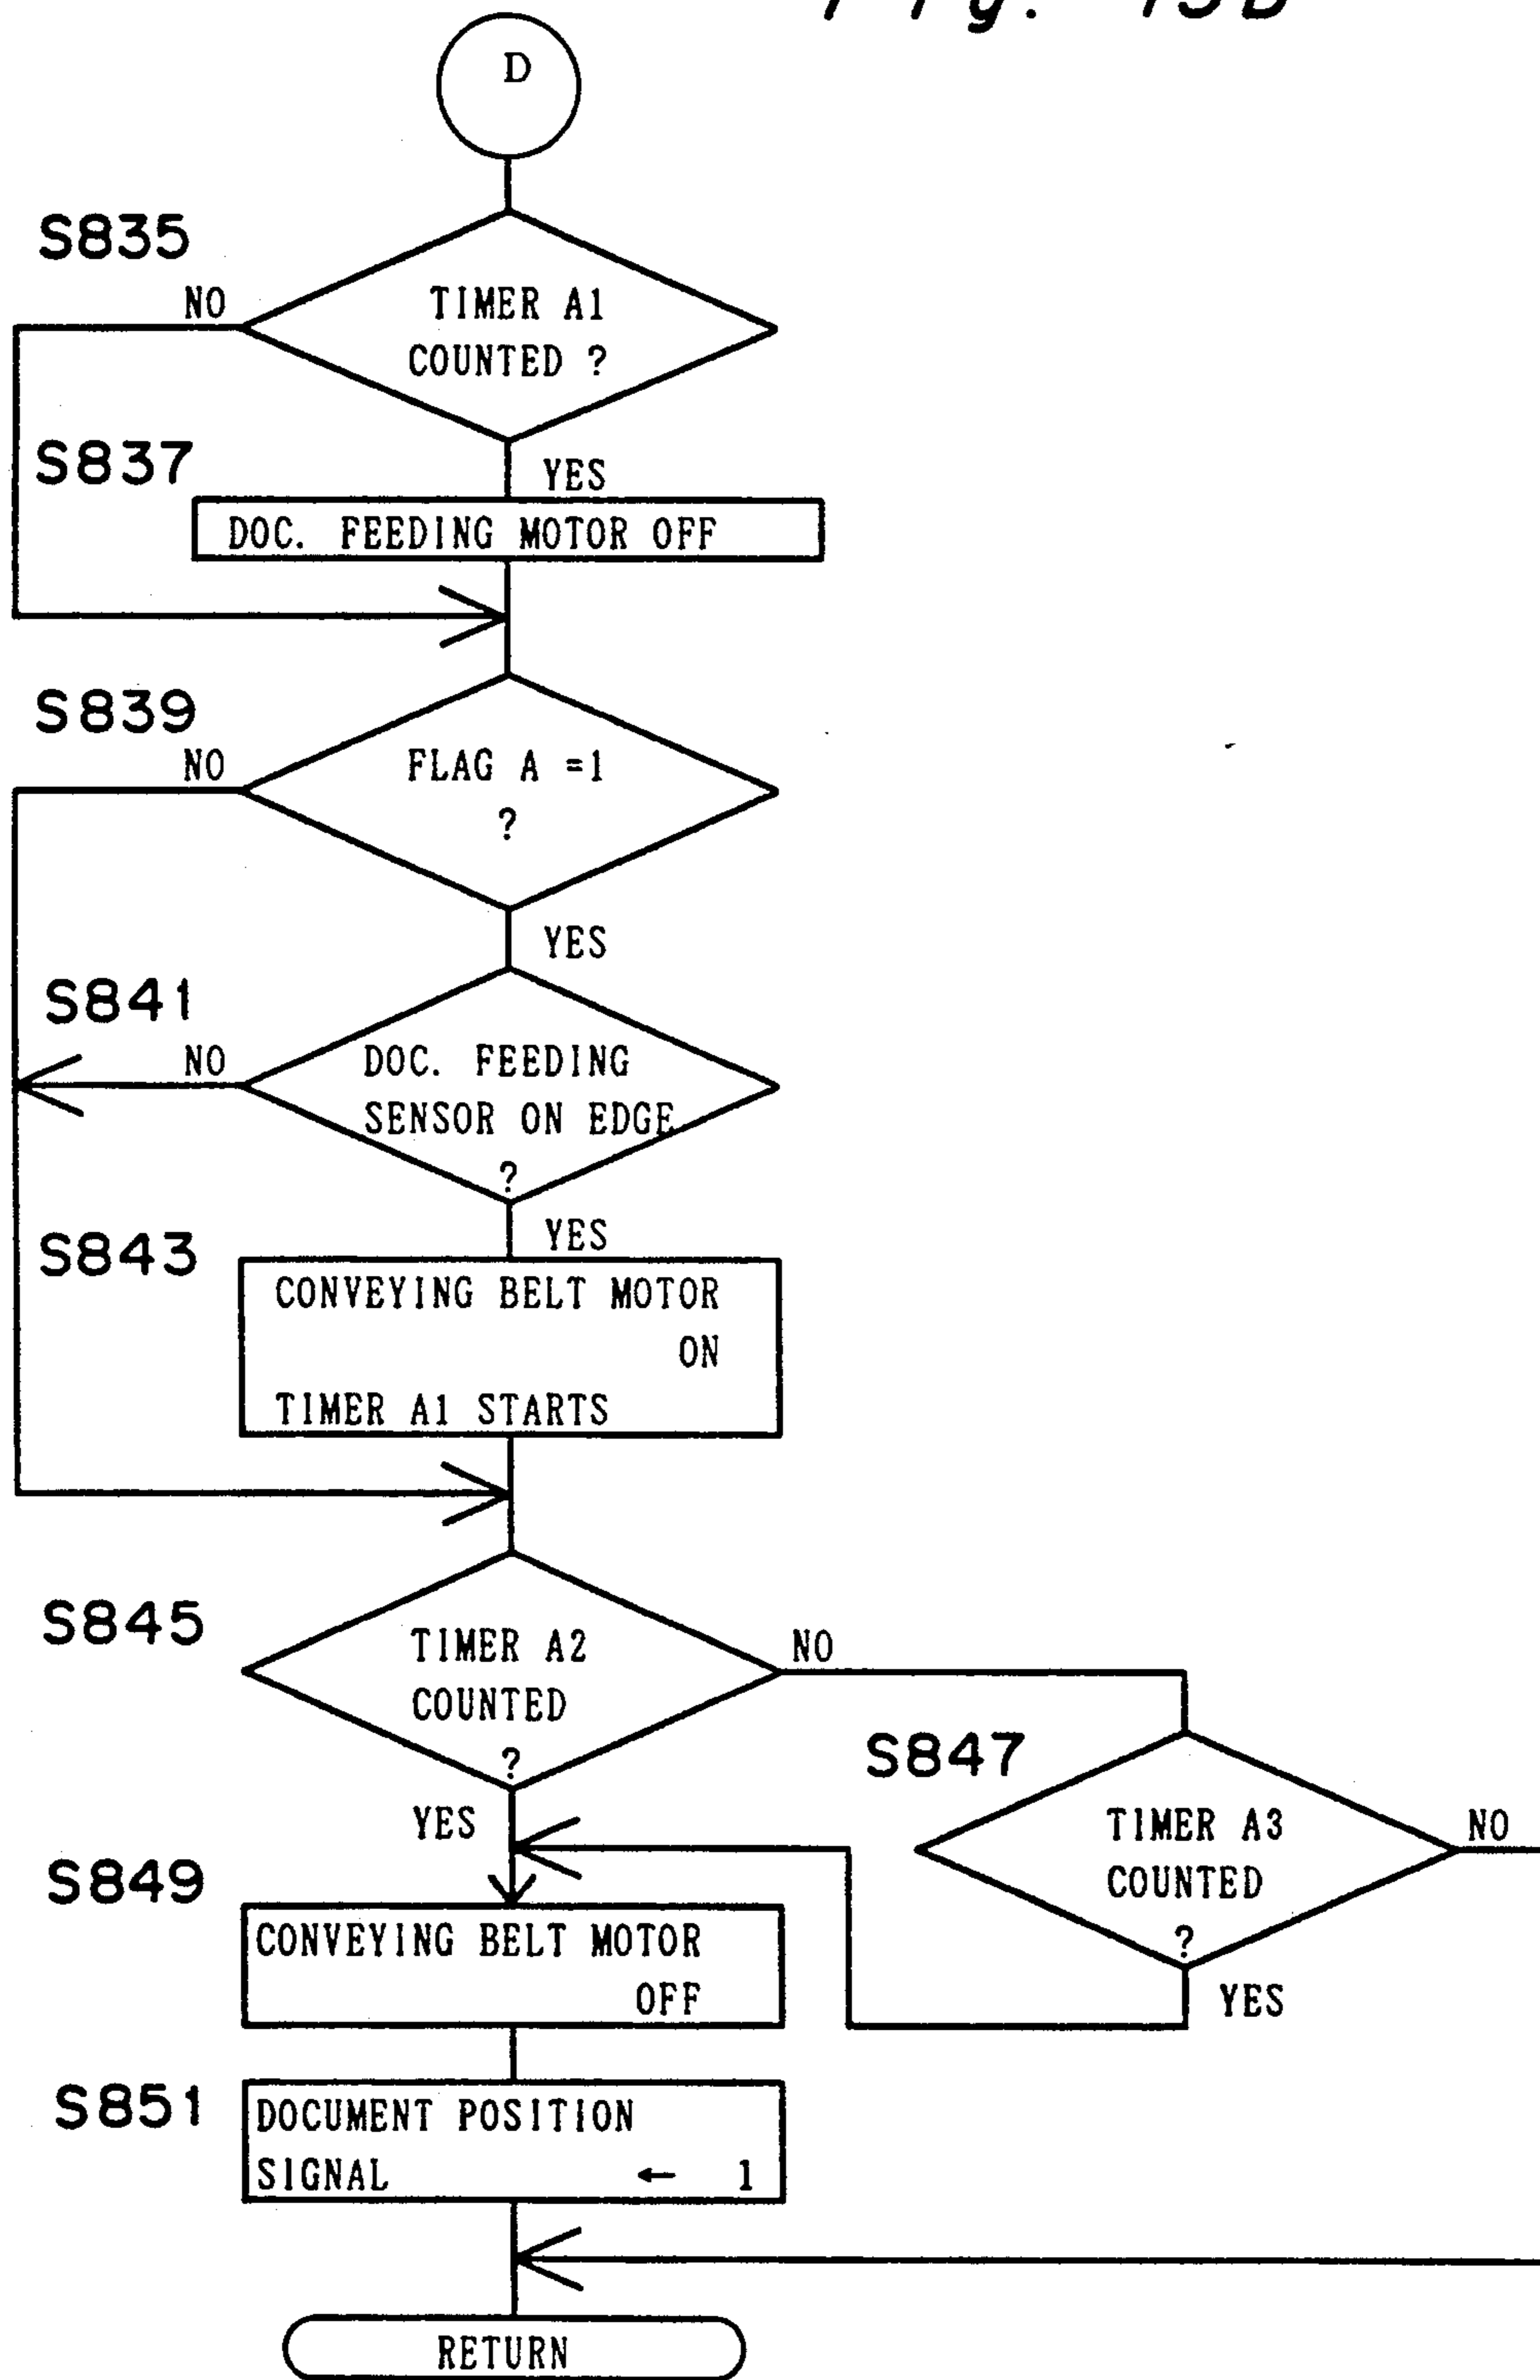 Fig. 15B
D
S835
NO
TIMER A1
COUNTED ?
S837
YES
DOC. FEEDING MOTOR OFF
S839
NO
FLAG A =1
?
YES
S841
NO
DOC. FEEDING
SENSOR ON EDGE
?
S843
YES
CONVEYING BELT MOTOR
ON
TIMER A1 STARTS
S845
TIMER A2
COUNTED
?
NO
YES
S847
TIMER A3
COUNTED
?
NO
YES
S849
CONVEYING BELT MOTOR
OFF
S851
DOCUMENT POSITION
SIGNAL ← 1
RETURN